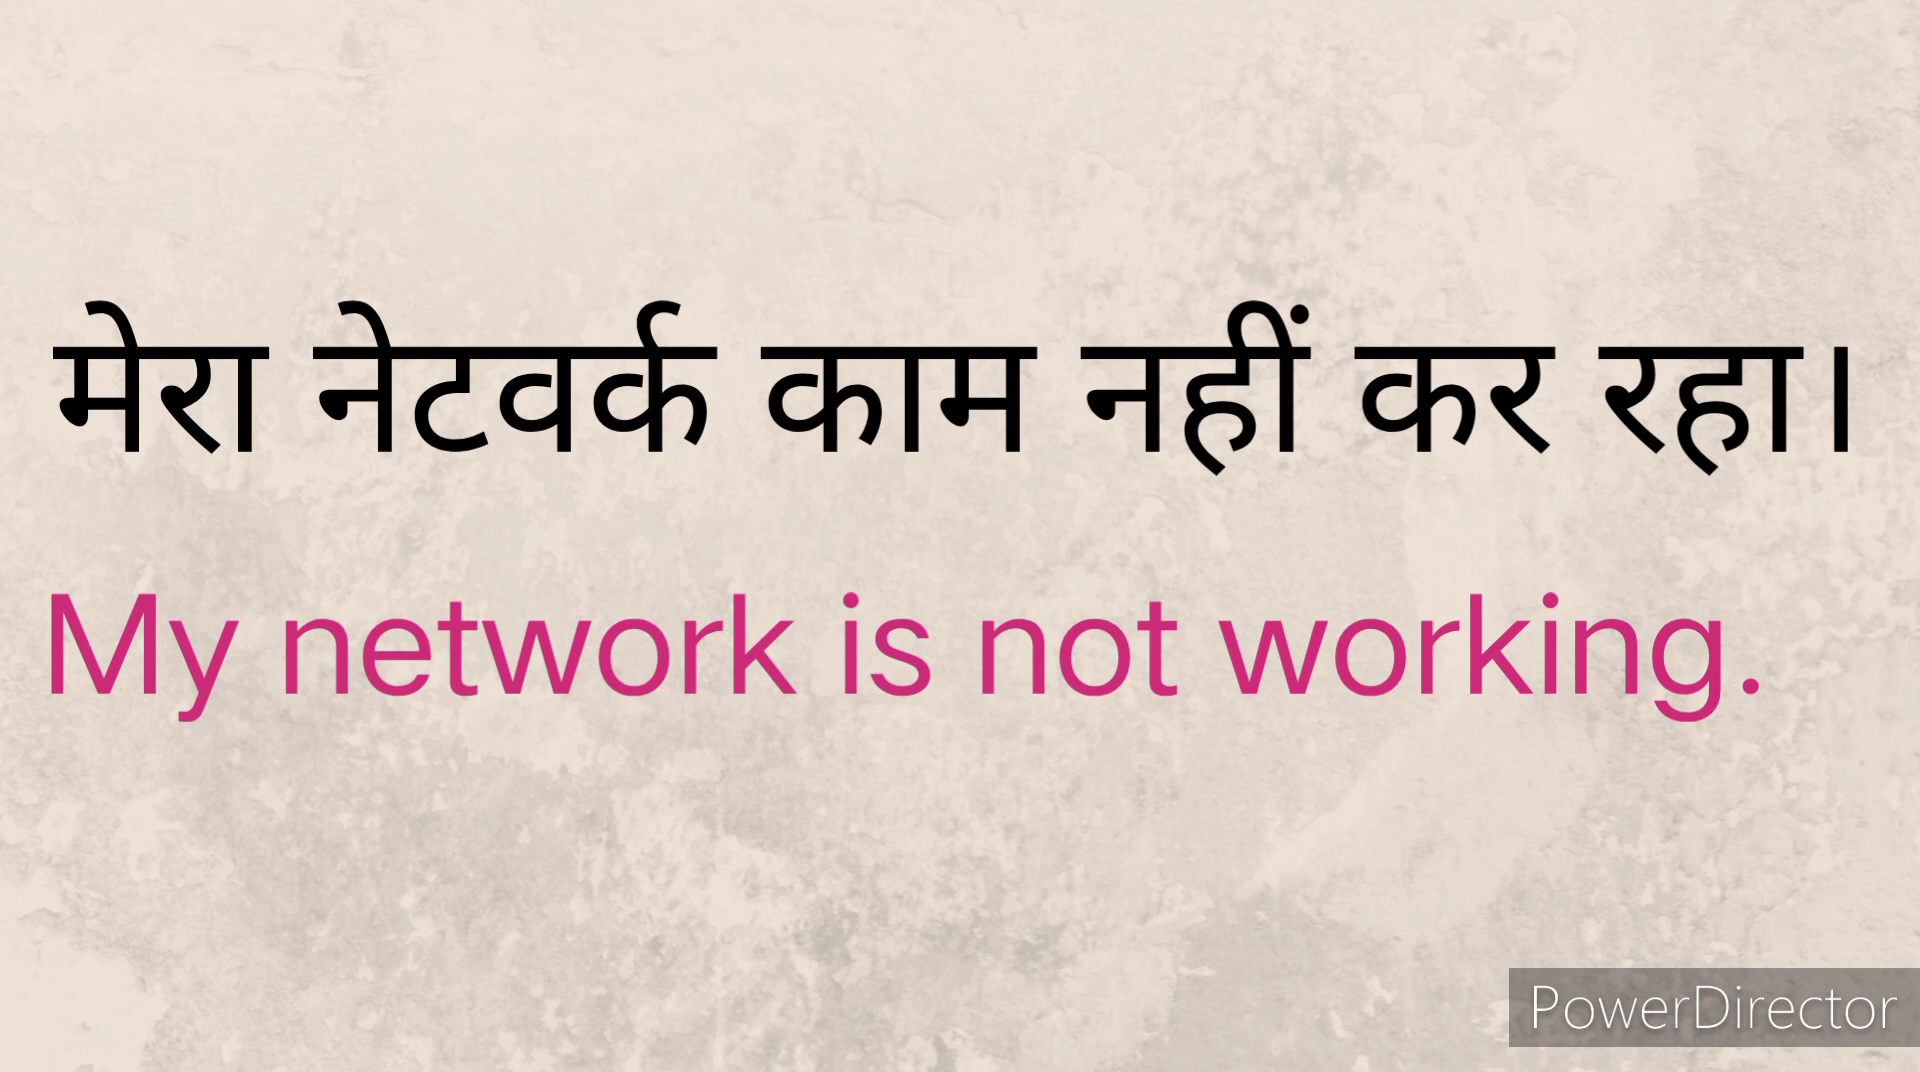 मेरा नेटवर्क काम नहीं कर रहा।
My network is not working.
PowerDirector